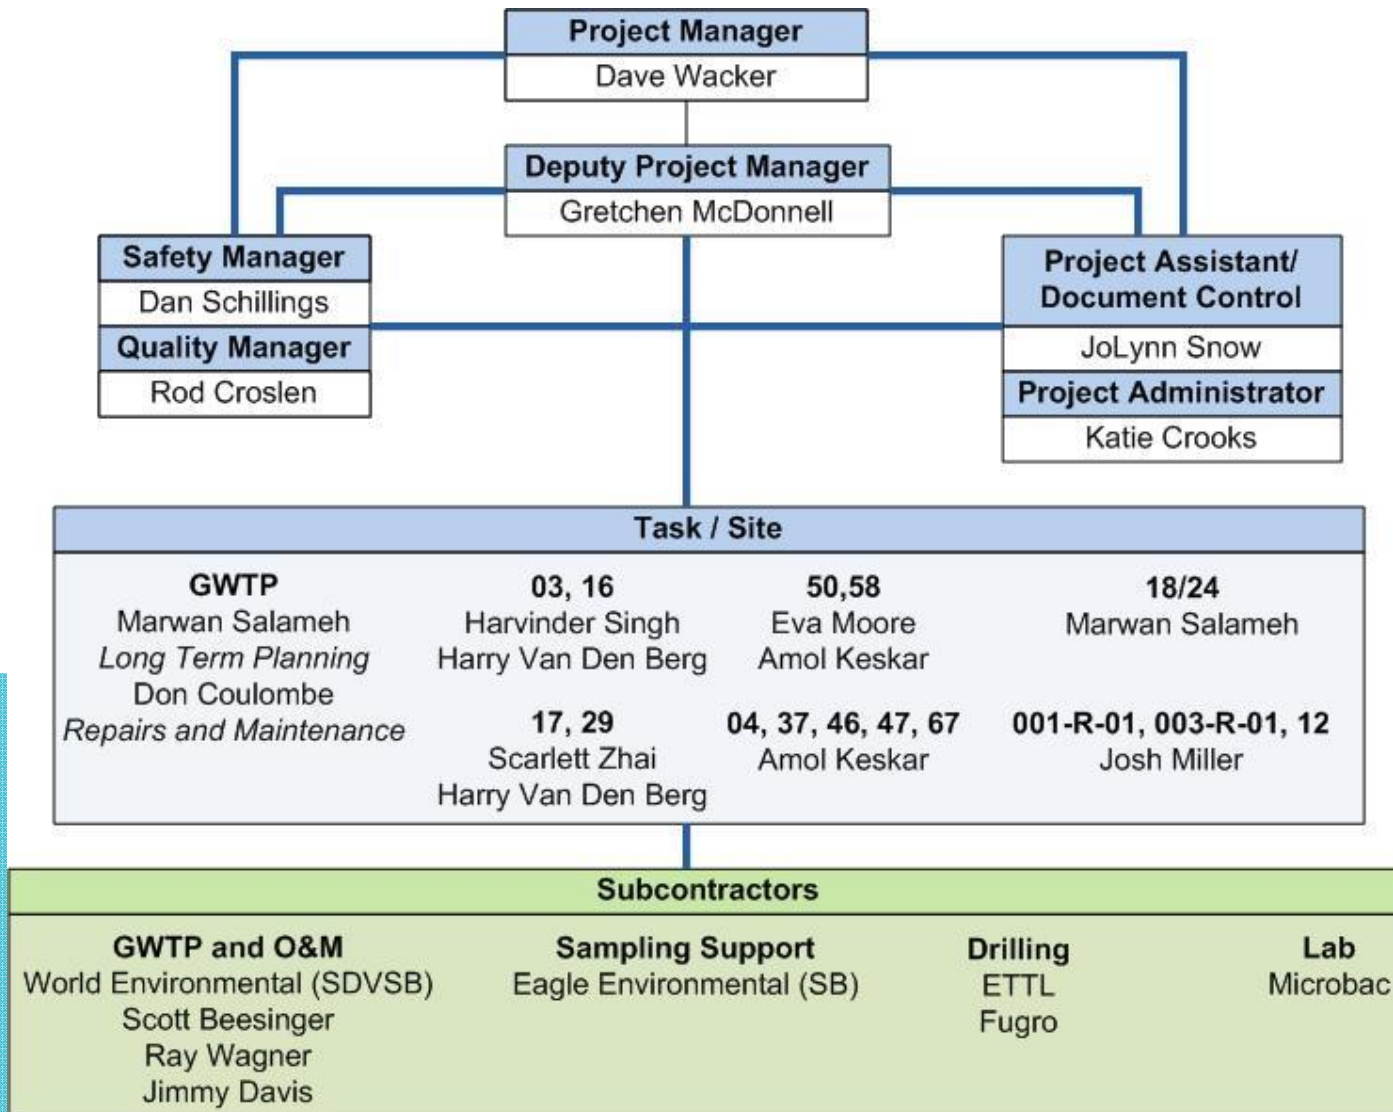 Project Manager
Dave Wacker
Deputy Project Manager
Gretchen McDonnell
Safety Manager
Dan Schillings
Quality Manager
Rod Croslen
Project Assistant/
Document Control
JoLynn Snow
Project Administrator
Katie Crooks
Task / Site
GWTP
Marwan Salameh
Long Term Planning
Don Coulombe
Repairs and Maintenance
03, 16
Harvinder Singh
Harry Van Den Berg
17, 29
Scarlett Zhai
Harry Van Den Berg
50,58
Eva Moore
Amol Keskar
04, 37, 46, 47, 67
Amol Keskar
18/24
Marwan Salameh
001-R-01, 003-R-01, 12
Josh Miller
Subcontractors
GWTP and O&M
World Environmental (SDVSB)
Scott Beesinger
Ray Wagner
Jimmy Davis
Sampling Support
Eagle Environmental (SB)
Drilling
ETTL
Fugro
Lab
Microbac